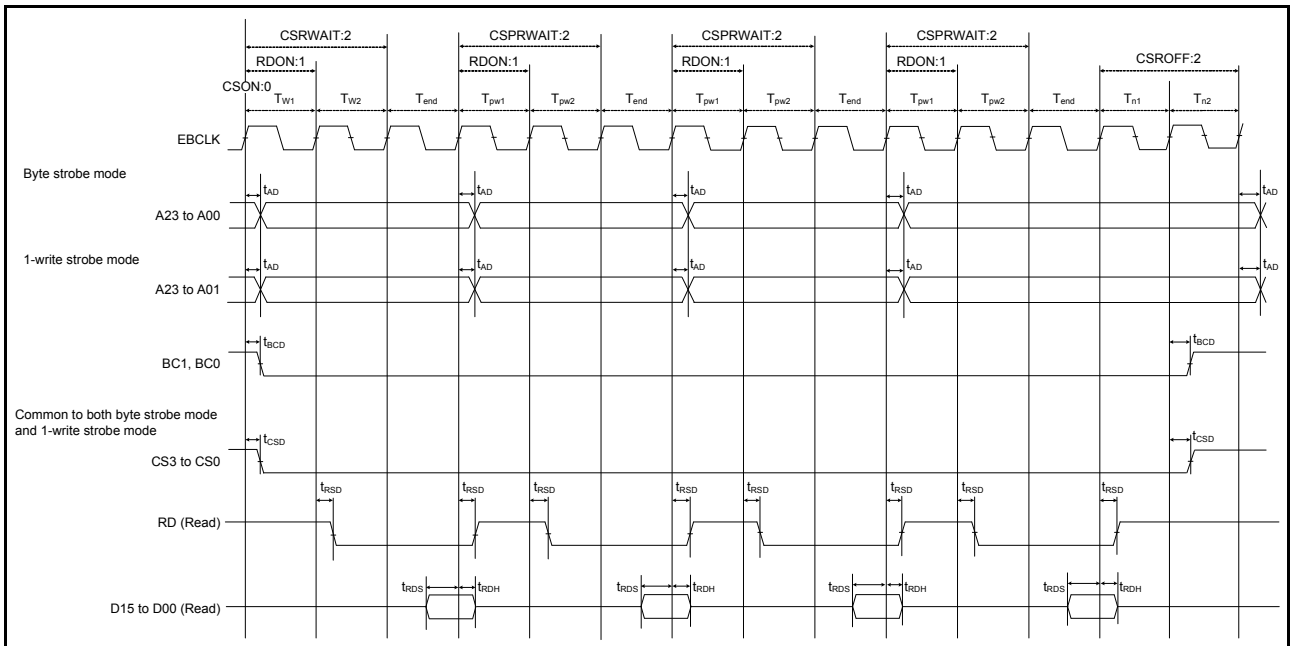 CSRWAIT:2 CSPRWAIT:2 CSPRWAIT:2 CSPRWAIT:2
RDON:1 RDON:1 RDON:1 RDON:1 CSROFF:2
CSON:0
TW1 TW2 Tend Tpw1 Tpw2 Tend Tpw1 Tpw2 Tend Tpw1 Tpw2 Tend Tn1 Tn2
EBCLK
Byte strobe mode
tAD tAD tAD tAD tAD
A23 to A00
1-write strobe mode
tAD tAD tAD tAD tAD
A23 to A01
tBCD tBCD
BC1, BC0
Common to both byte strobe mode
and 1-write strobe mode
tCSD tCSD
CS3 to CS0
tRSD tRSD tRSD tRSD tRSD tRSD tRSD tRSD
RD (Read)
tRDS tRDH tRDS tRDH tRDS tRDH tRDS tRDH
D15 to D00 (Read)